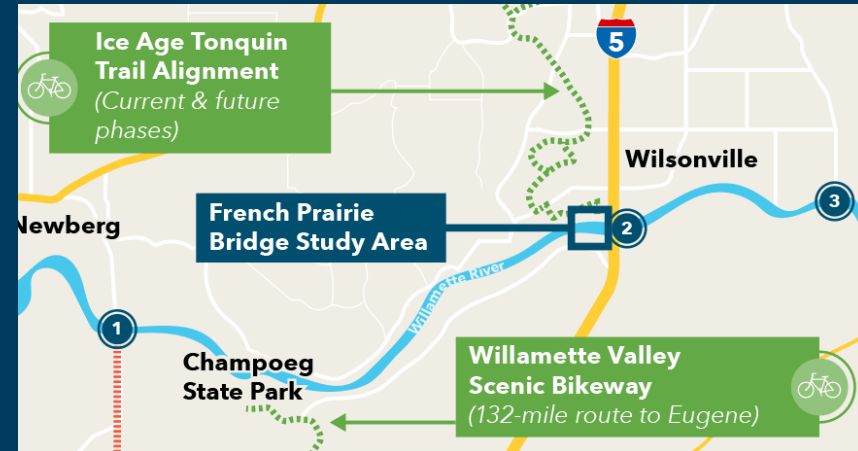 Ice Age Tonquin
Trail Alignment
(Current & future
phases)
5
Wilsonville
3
French Prairie
Bridge Study Area
2
Newberg
Willamette River
1
Champoeg
State Park
Willamette Valley
Scenic Bikeway
(132-mile route to Eugene)